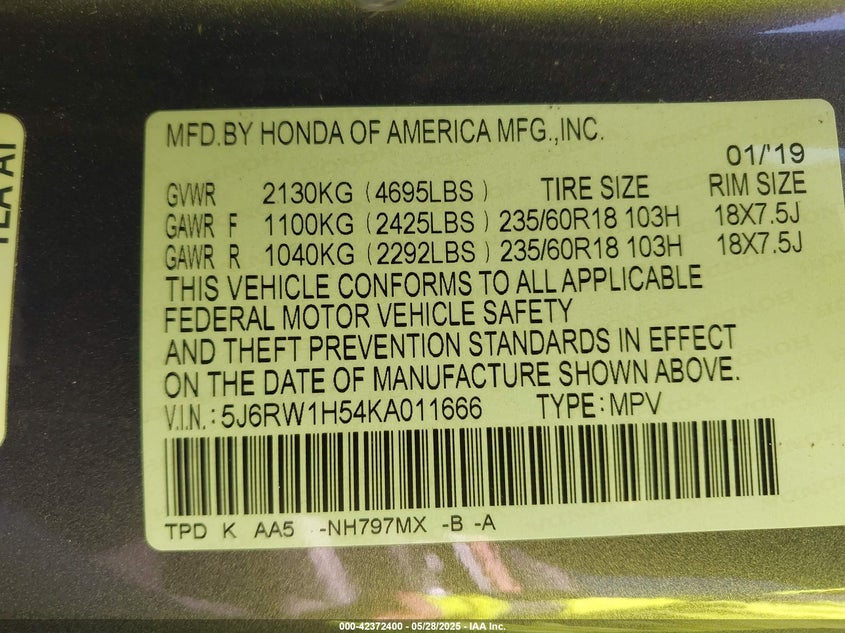 MFD.BY HONDA OF AMERICA MFG.,INC.
01/'19
GVWR 2130KG (4695LBS) TIRE SIZE RIM SIZE
GAWR F 1100KG (2425LBS) 235/60R18 103H 18X7.5J
GAWR R 1040KG (2292LBS) 235/60R18 103H 18X7.5J
THIS VEHICLE CONFORMS TO ALL APPLICABLE
FEDERAL MOTOR VEHICLE SAFETY
AND THEFT PREVENTION STANDARDS IN EFFECT
ON THE DATE OF MANUFACTURE SHOWN ABOVE.
V.I.N.: 5J6RW1H54KA011666 TYPE: MPV
TPD K AA5 -NH797MX -B -A
000-42372400 - 05/28/2025 - IAA Inc.